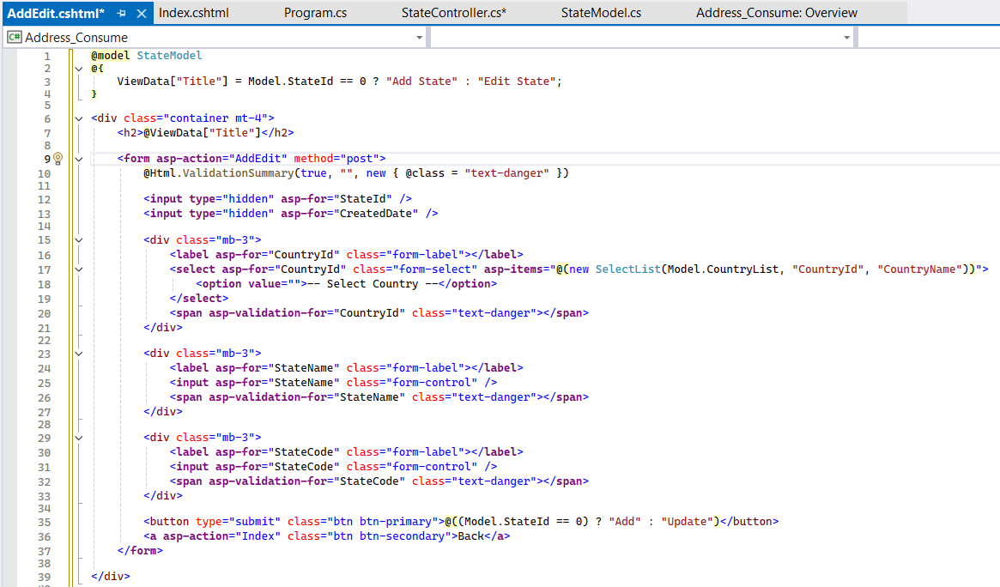 AddEdit.cshtml* Index.cshtml Program.cs StateController.cs* StateModel.cs Address_Consume: Overview
C# Address_Consume
1 @model StateModel
2 @{
3 ViewData["Title"] = Model.StateId == 0 ? "Add State" : "Edit State";
4 }
5
6 <div class="container mt-4">
7 <h2>@ViewData["Title"]</h2>
8
9 <form asp-action="AddEdit" method="post">
10 @Html.ValidationSummary(true, "", new { @class = "text-danger" })
11
12 <input type="hidden" asp-for="StateId" />
13 <input type="hidden" asp-for="CreatedDate" />
14
15 <div class="mb-3">
16 <label asp-for="CountryId" class="form-label"></label>
17 <select asp-for="CountryId" class="form-select" asp-items="@(new SelectList(Model.CountryList, "CountryId", "CountryName"))">
18 <option value="">-- Select Country --</option>
19 </select>
20 <span asp-validation-for="CountryId" class="text-danger"></span>
21 </div>
22
23 <div class="mb-3">
24 <label asp-for="StateName" class="form-label"></label>
25 <input asp-for="StateName" class="form-control" />
26 <span asp-validation-for="StateName" class="text-danger"></span>
27 </div>
28
29 <div class="mb-3">
30 <label asp-for="StateCode" class="form-label"></label>
31 <input asp-for="StateCode" class="form-control" />
32 <span asp-validation-for="StateCode" class="text-danger"></span>
33 </div>
34
35 <button type="submit" class="btn btn-primary">@((Model.StateId == 0) ? "Add" : "Update")</button>
36 <a asp-action="Index" class="btn btn-secondary">Back</a>
37 </form>
38
39 </div>